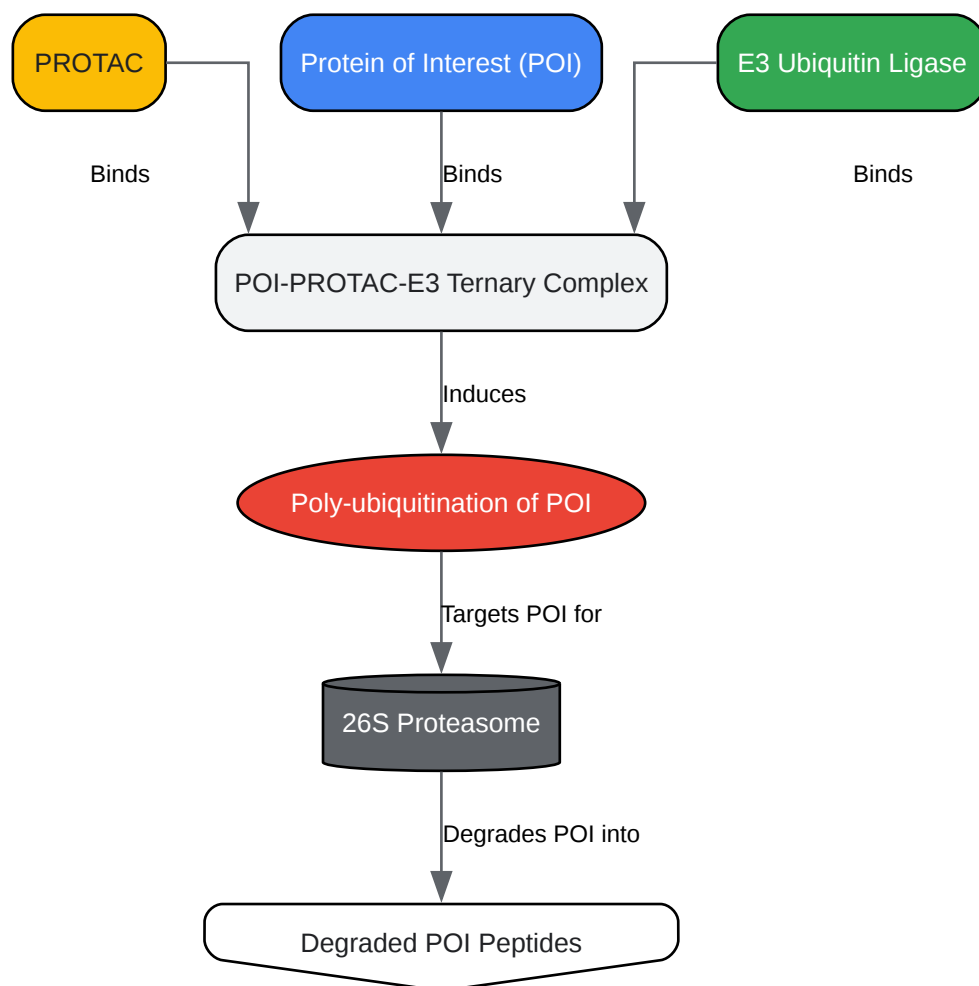 PROTAC
Protein of Interest (POI)
E3 Ubiquitin Ligase
Binds
Binds
Binds
POI-PROTAC-E3 Ternary Complex
Induces
Poly-ubiquitination of POI
Targets POI for
26S Proteasome
Degrades POI into
Degraded POI Peptides